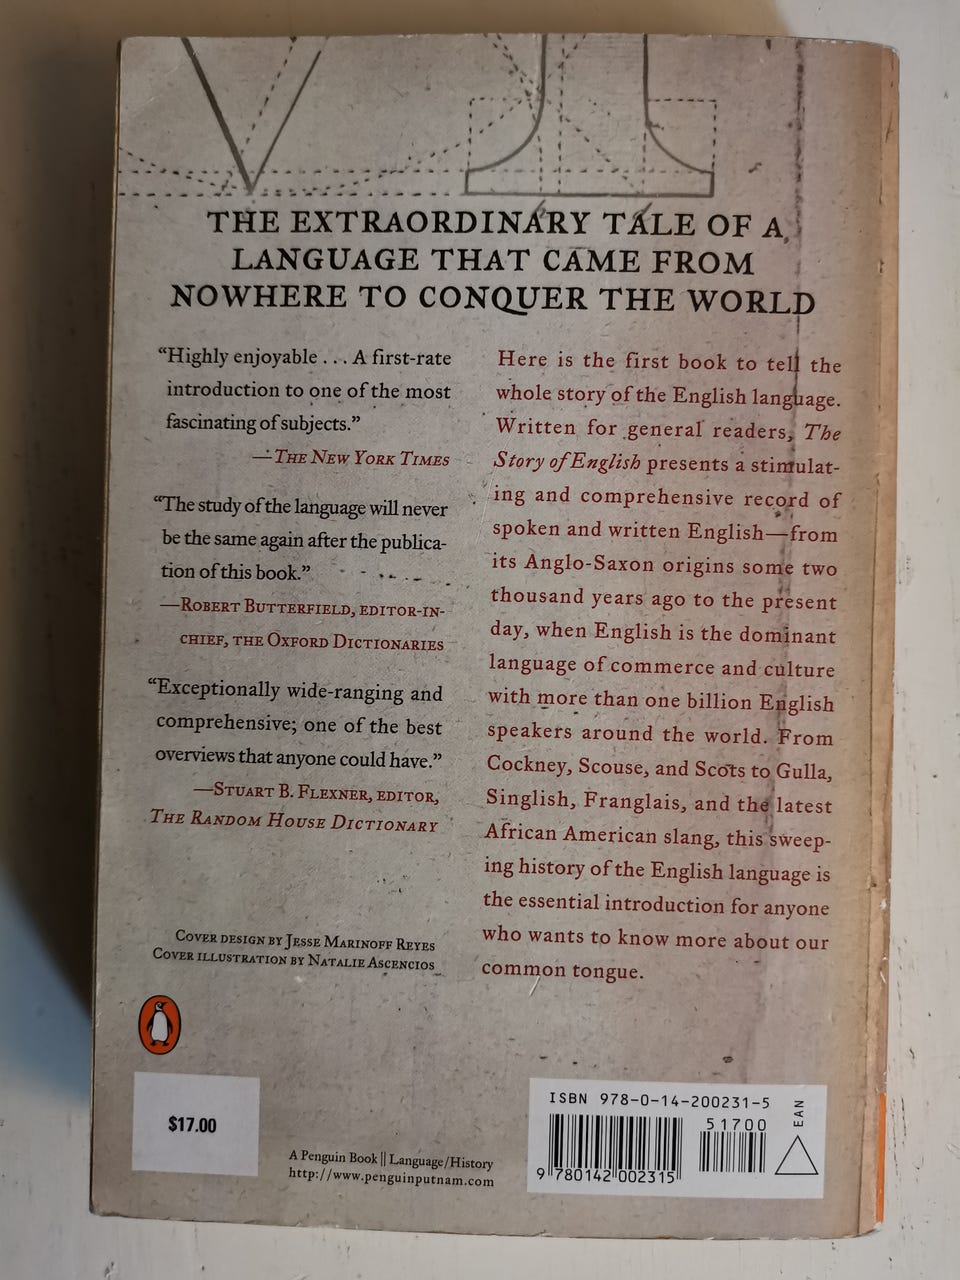 THE EXTRAORDINARY TALE OF A
LANGUAGE THAT CAME FROM
NOWHERE TO CONQUER THE WORLD
“Highly enjoyable . . . A first-rate
introduction to one of the most
fascinating of subjects.”
—THE NEW YORK TIMES
“The study of the language will never
be the same again after the publica-
tion of this book.”
—ROBERT BUTTERFIELD, EDITOR-IN-
CHIEF, THE OXFORD DICTIONARIES
“Exceptionally wide-ranging and
comprehensive; one of the best
overviews that anyone could have.”
—STUART B. FLEXNER, EDITOR,
THE RANDOM HOUSE DICTIONARY
COVER DESIGN BY JESSE MARINOFF REYES
COVER ILLUSTRATION BY NATALIE ASCENCIOS
Here is the first book to tell the
whole story of the English language.
Written for general readers, The
Story of English presents a stimulat-
ing and comprehensive record of
spoken and written English—from
its Anglo-Saxon origins some two
thousand years ago to the present
day, when English is the dominant
language of commerce and culture
with more than one billion English
speakers around the world. From
Cockney, Scouse, and Scots to Gulla,
Singlish, Franglais, and the latest
African American slang, this sweep-
ing history of the English language is
the essential introduction for anyone
who wants to know more about our
common tongue.
$17.00
A Penguin Book || Language/History
http://www.penguinputnam.com
ISBN 978-0-14-200231-5
51700
EAN
9 780142 002315